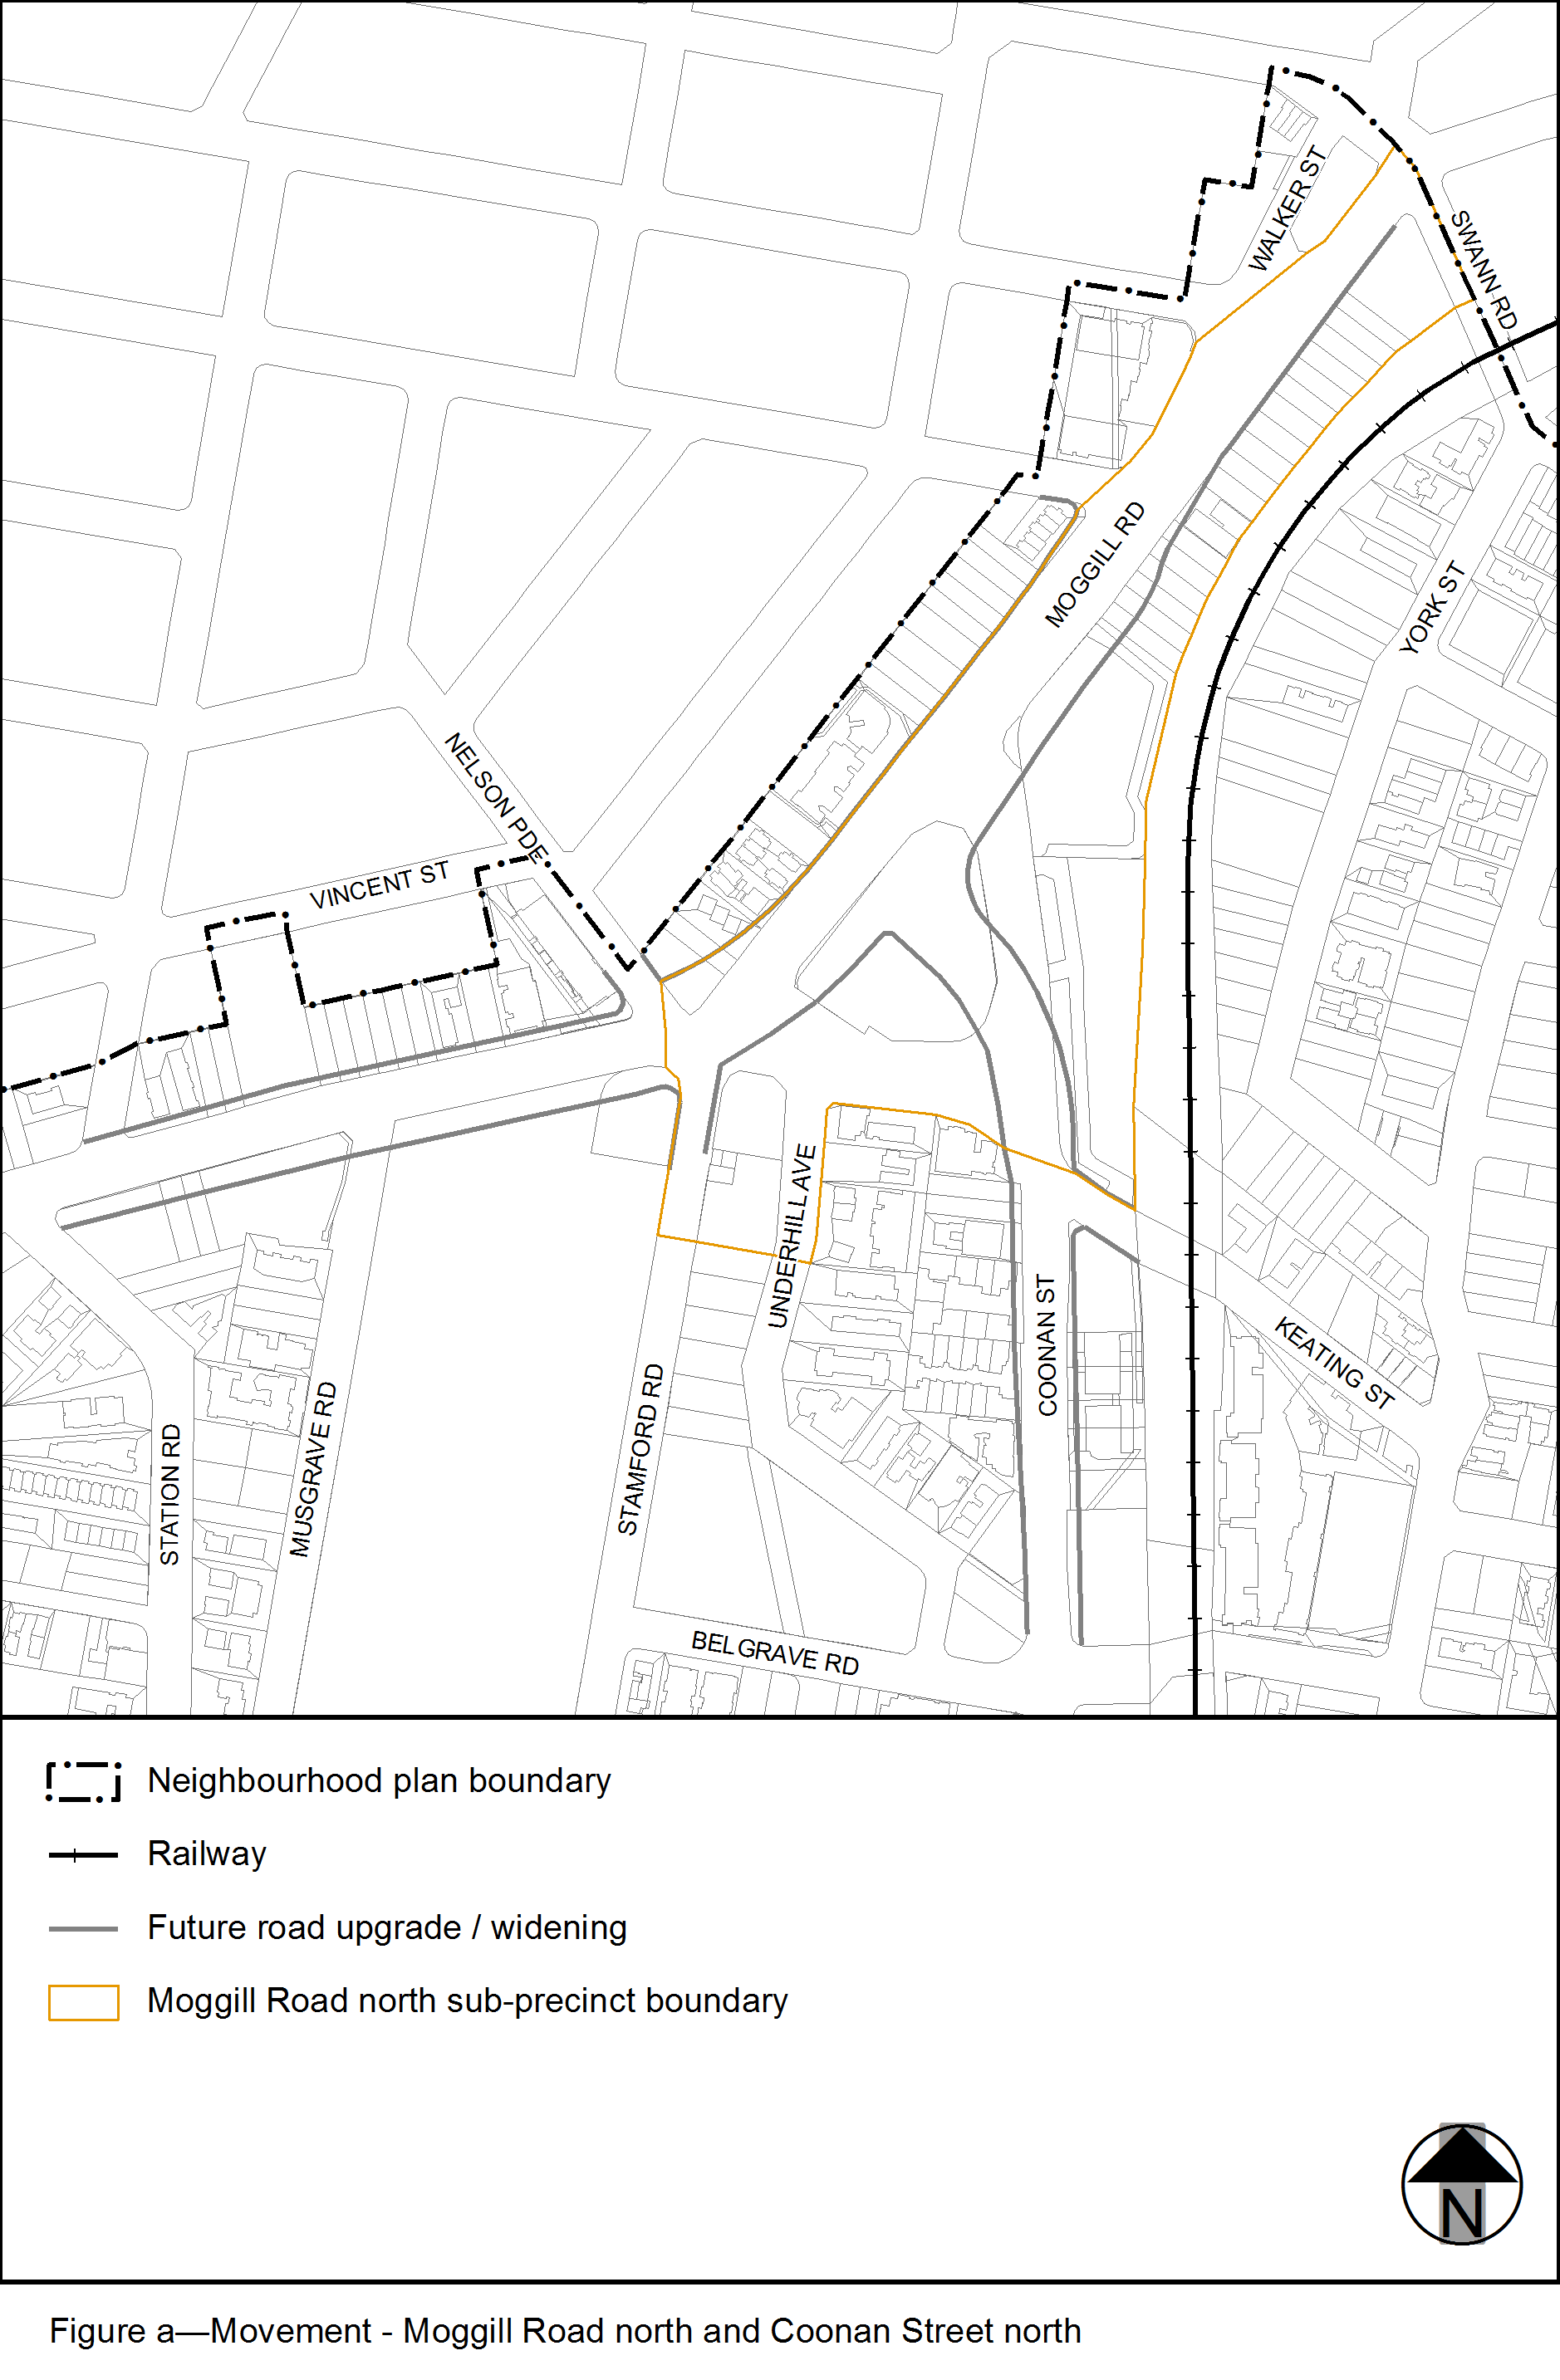 WALKER ST
SWANN RD
MOGGILL RD
YORK ST
NELSON PDE
VINCENT ST
UNDERHILL AVE
COONAN ST
KEATING ST
STAMFORD RD
MUSGRAVE RD
STATION RD
BELGRAVE RD
Neighbourhood plan boundary
Railway
Future road upgrade / widening
Moggill Road north sub-precinct boundary
N
Figure a—Movement - Moggill Road north and Coonan Street north